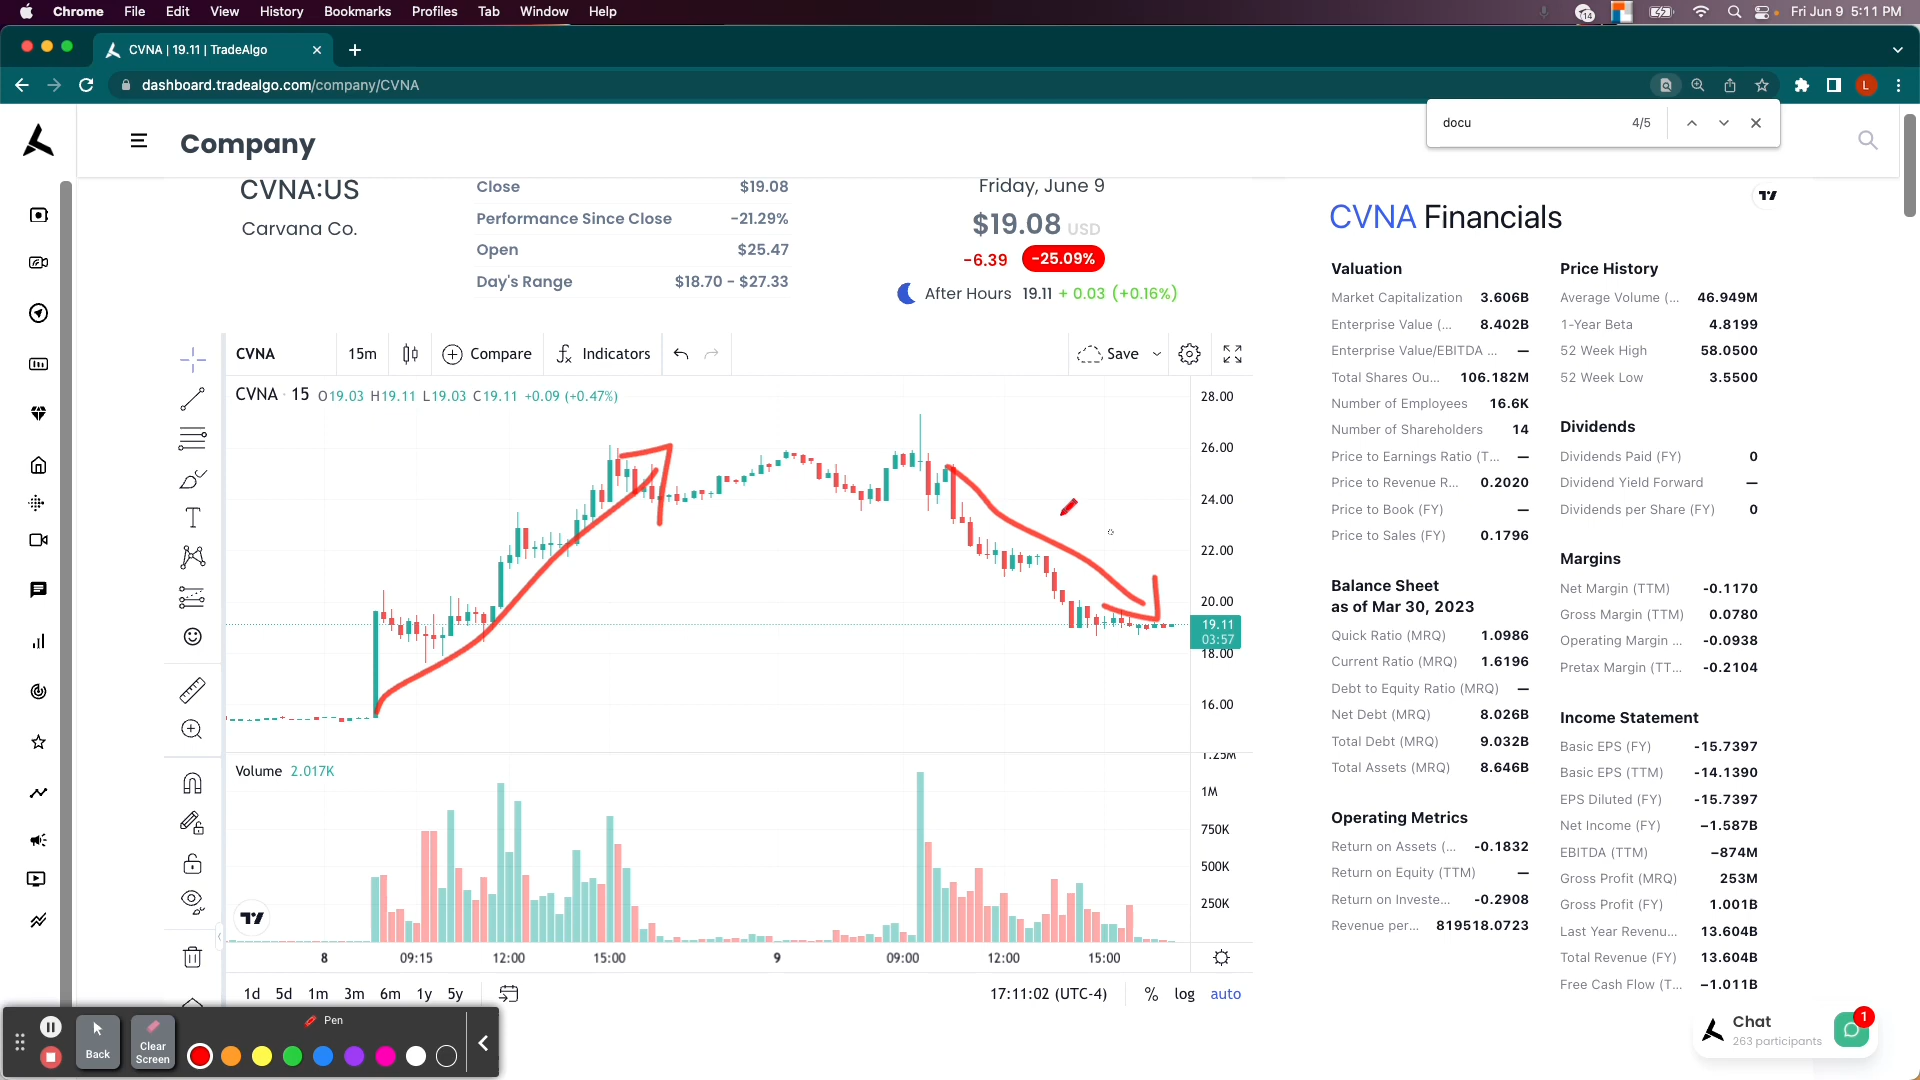 Chrome File Edit View History Bookmarks Profiles Tab Window Help
14
Fri Jun 9 5:11 PM
CVNA | 19.11 | TradeAlgo
dashboard.tradealgo.com/company/CVNA
L
docu 4/5
Company
CVNA:US
Carvana Co.
Close $19.08
Performance Since Close -21.29%
Open $25.47
Day's Range $18.70 - $27.33
Friday, June 9
$19.08 USD
-6.39 -25.09%
After Hours 19.11 + 0.03 (+0.16%)
CVNA 15m Compare Indicators Save
CVNA · 15 O19.03 H19.11 L19.03 C19.11 +0.09 (+0.47%)
28.00
26.00
24.00
22.00
20.00
19.11
03:57
18.00
16.00
1.25M
Volume 2.017K
1M
750K
500K
250K
8 09:15 12:00 15:00 9 09:00 12:00 15:00
1d 5d 1m 3m 6m 1y 5y
17:11:02 (UTC-4) % log auto
CVNA Financials
Valuation
Market Capitalization 3.606B
Enterprise Value (... 8.402B
Enterprise Value/EBITDA ... —
Total Shares Ou... 106.182M
Number of Employees 16.6K
Number of Shareholders 14
Price to Earnings Ratio (T... —
Price to Revenue R... 0.2020
Price to Book (FY) —
Price to Sales (FY) 0.1796
Balance Sheet
as of Mar 30, 2023
Quick Ratio (MRQ) 1.0986
Current Ratio (MRQ) 1.6196
Debt to Equity Ratio (MRQ) —
Net Debt (MRQ) 8.026B
Total Debt (MRQ) 9.032B
Total Assets (MRQ) 8.646B
Operating Metrics
Return on Assets (... -0.1832
Return on Equity (TTM) —
Return on Investe... -0.2908
Revenue per... 819518.0723
Price History
Average Volume (... 46.949M
1-Year Beta 4.8199
52 Week High 58.0500
52 Week Low 3.5500
Dividends
Dividends Paid (FY) 0
Dividend Yield Forward —
Dividends per Share (FY) 0
Margins
Net Margin (TTM) -0.1170
Gross Margin (TTM) 0.0780
Operating Margin ... -0.0938
Pretax Margin (TT... -0.2104
Income Statement
Basic EPS (FY) -15.7397
Basic EPS (TTM) -14.1390
EPS Diluted (FY) -15.7397
Net Income (FY) −1.587B
EBITDA (TTM) −874M
Gross Profit (MRQ) 253M
Gross Profit (FY) 1.001B
Last Year Revenu... 13.604B
Total Revenue (FY) 13.604B
Free Cash Flow (T... −1.011B
Back
Clear
Screen
Pen
Chat
263 participants
1